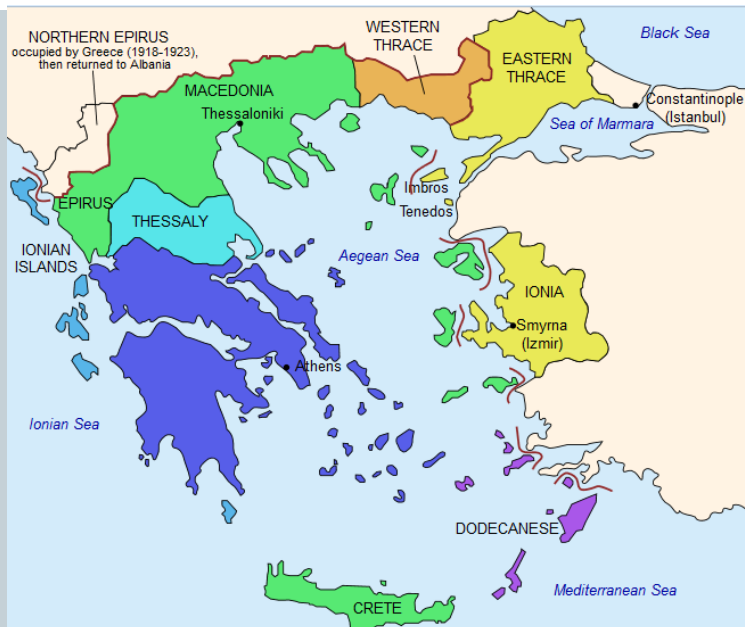 NORTHERN EPIRUS
occupied by Greece (1918-1923),
then returned to Albania
WESTERN
THRACE
EASTERN
THRACE
Black Sea
MACEDONIA
Thessaloniki
Constantinople
(Istanbul)
Sea of Marmara
Imbros
Tenedos
EPIRUS
THESSALY
IONIAN
ISLANDS
Aegean Sea
IONIA
Smyrna
(Izmir)
Athens
Ionian Sea
DODECANESE
Mediterranean Sea
CRETE